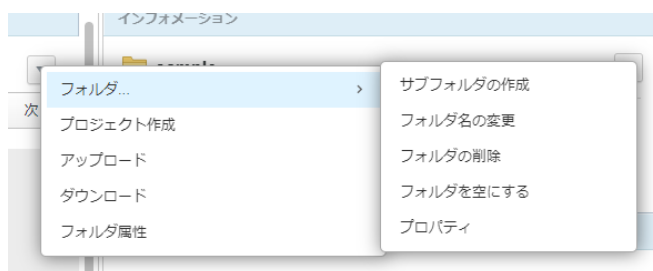 インフォメーション
sample
フォルダ...
プロジェクト作成
アップロード
ダウンロード
フォルダ属性
サブフォルダの作成
フォルダ名の変更
フォルダの削除
フォルダを空にする
プロパティ
次